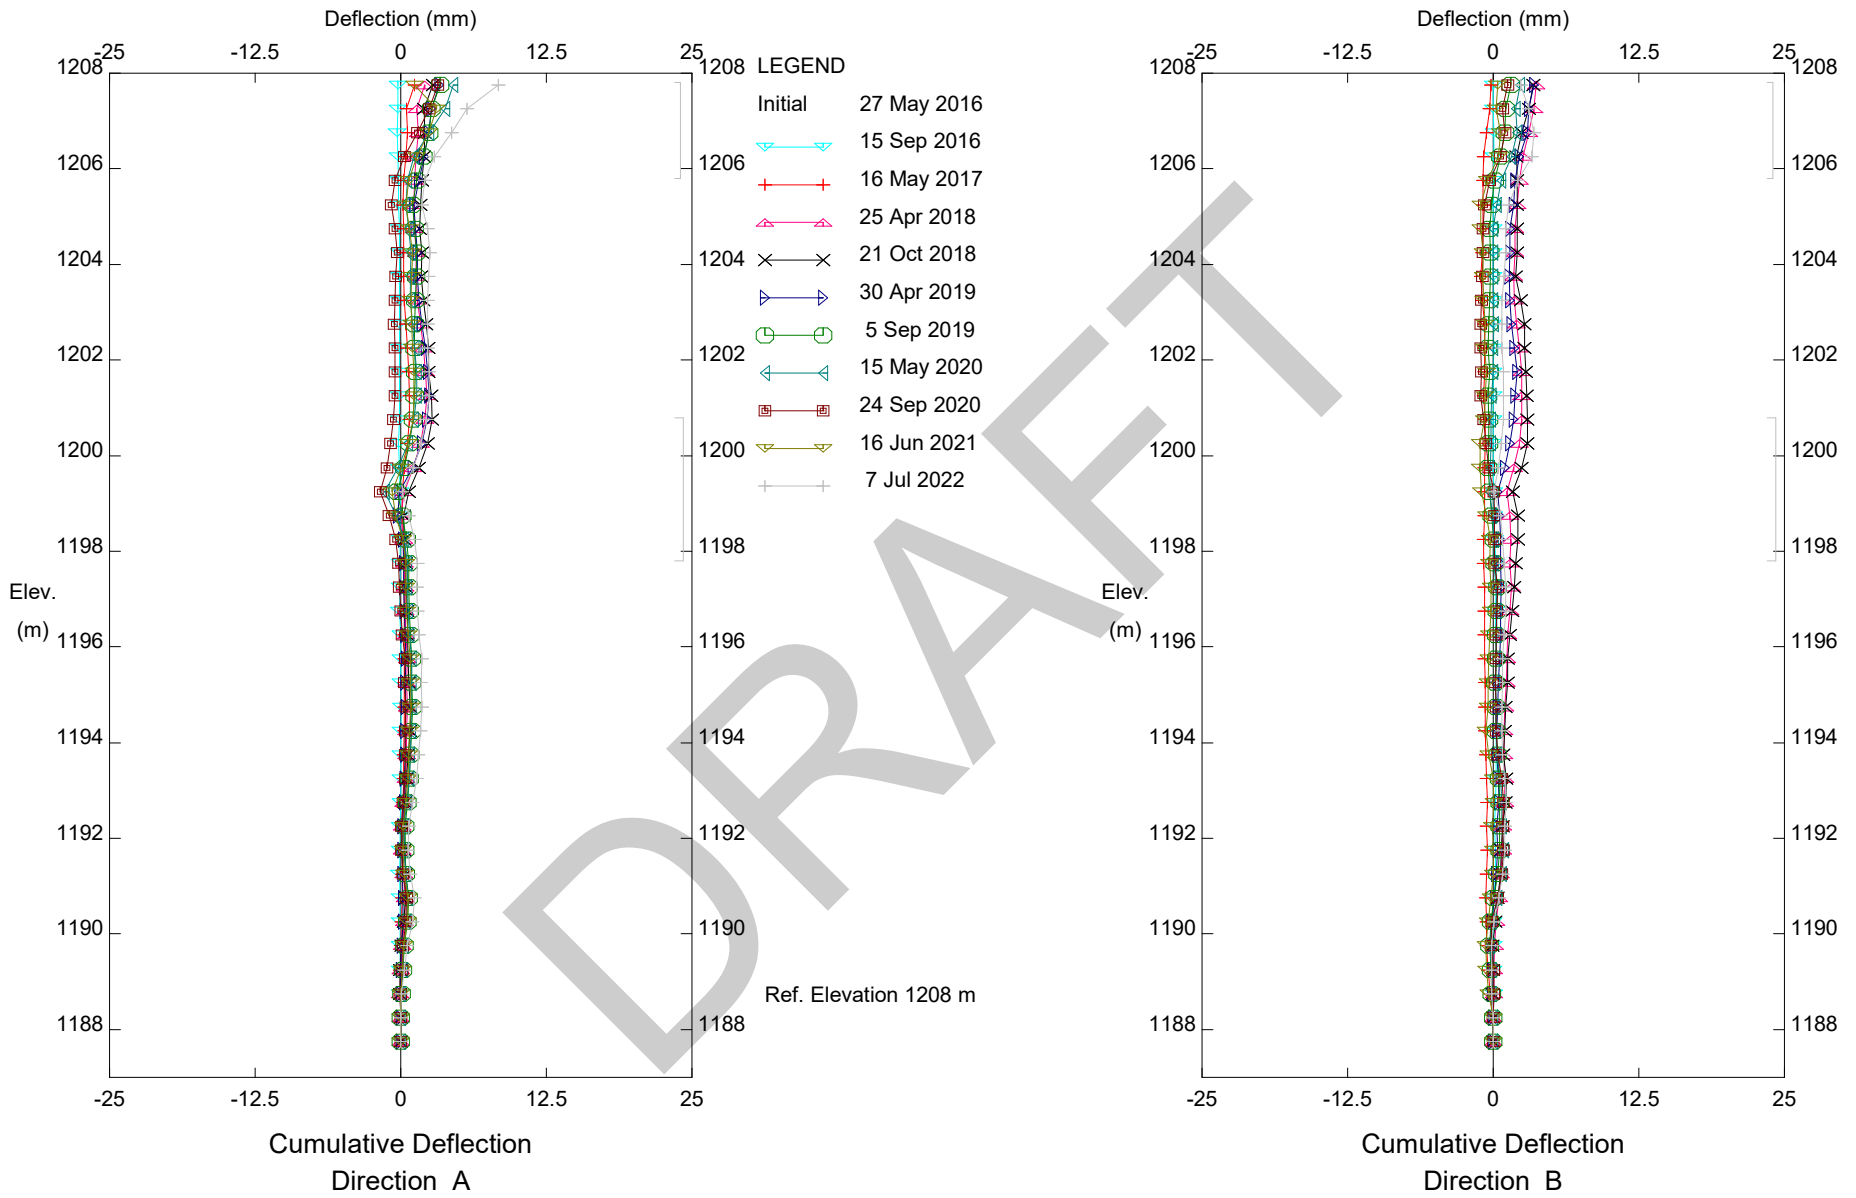 Deflection (mm)
-25 -12.5 0 12.5 25
1208 1208
1206 1206
1204 1204
1202 1202
1200 1200
1198 1198
Elev.
(m)
1196 1196
1194 1194
1192 1192
1190 1190
1188 1188
-25 -12.5 0 12.5 25
Cumulative Deflection
Direction A
LEGEND
Initial 27 May 2016
15 Sep 2016
16 May 2017
25 Apr 2018
21 Oct 2018
30 Apr 2019
5 Sep 2019
15 May 2020
24 Sep 2020
16 Jun 2021
7 Jul 2022
Ref. Elevation 1208 m
DRAFT
Deflection (mm)
-25 -12.5 0 12.5 25
1208 1208
1206 1206
1204 1204
1202 1202
1200 1200
1198 1198
Elev.
(m)
1196 1196
1194 1194
1192 1192
1190 1190
1188 1188
-25 -12.5 0 12.5 25
Cumulative Deflection
Direction B